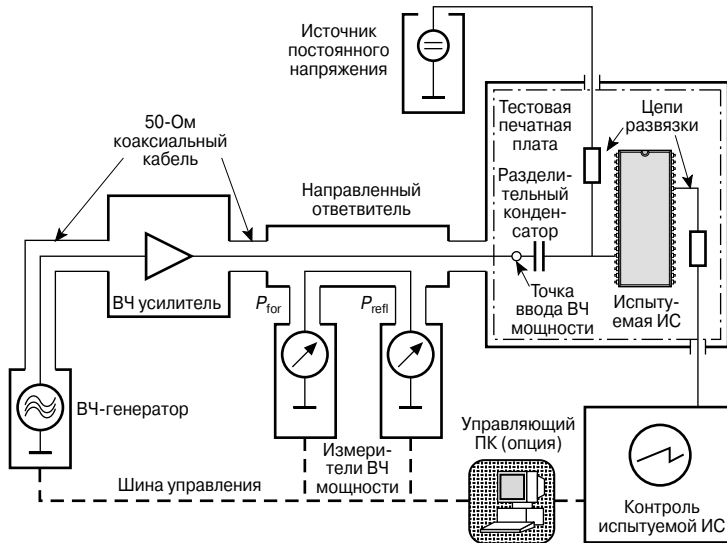 Источник
постоянного
напряжения
50-Ом
коаксиальный
кабель
Направленный
ответвитель
Тестовая
печатная
плата
Цепи
развязки
Раздели-
тельный
конден-
сатор
ВЧ усилитель
P for
P refl
Точка
ввода ВЧ
мощности
Испыту-
емая ИС
ВЧ-генератор
Измери-
тели ВЧ
мощности
Управляющий
ПК (опция)
Шина управления
Контроль
испытуемой ИС